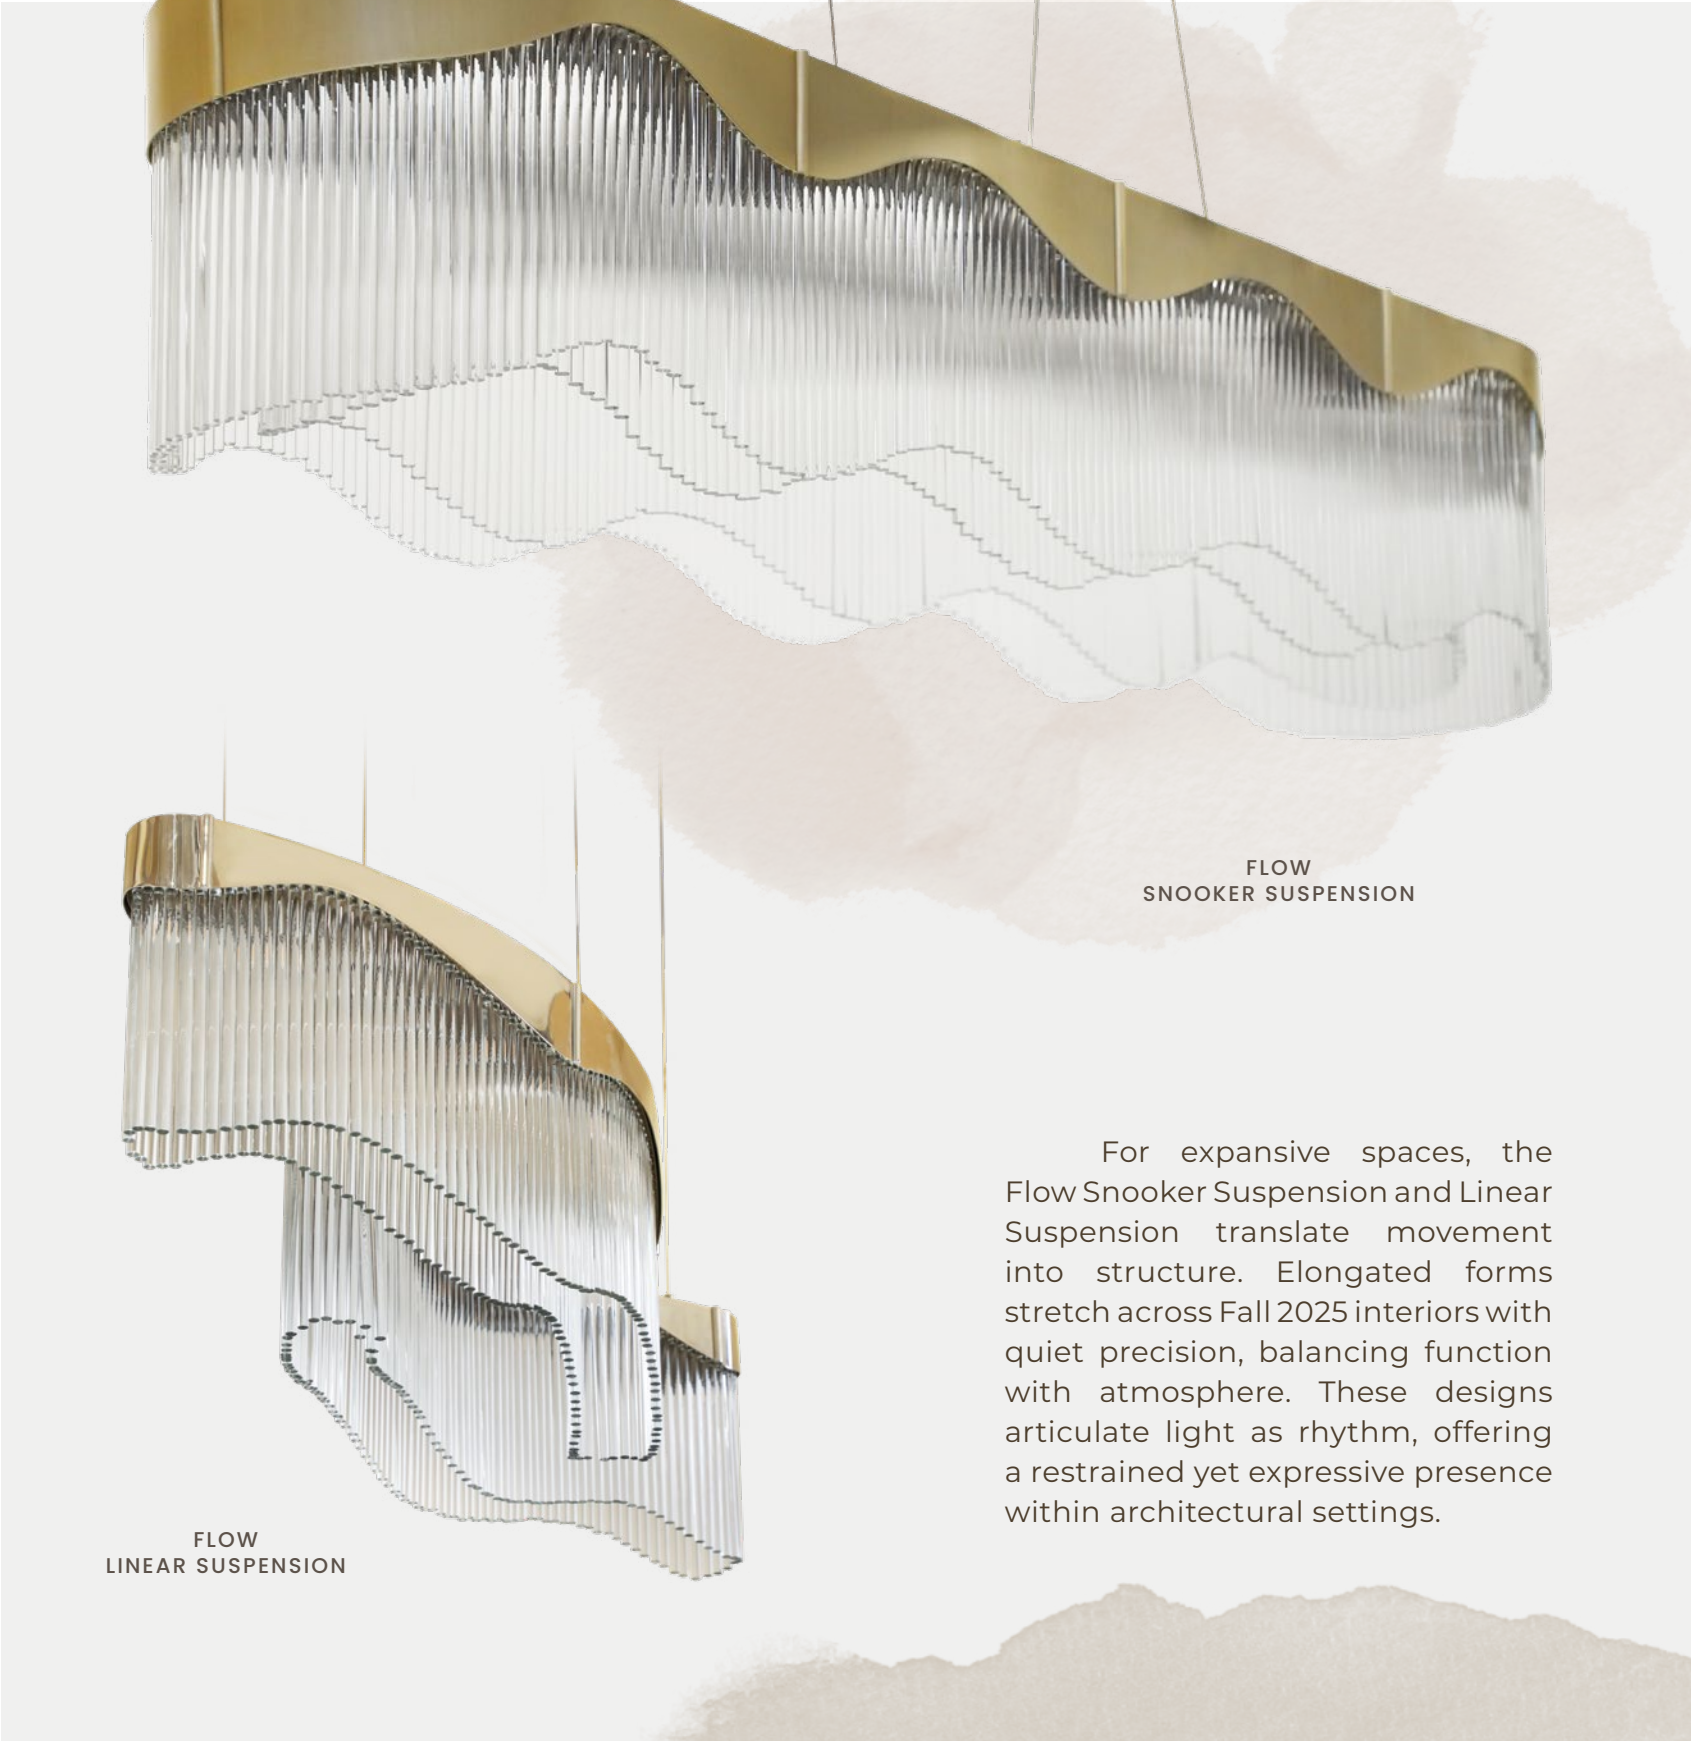 FLOW
SNOOKER SUSPENSION
For expansive spaces, the
Flow Snooker Suspension and Linear
Suspension translate movement
into structure. Elongated forms
stretch across Fall 2025 interiors with
quiet precision, balancing function
with atmosphere. These designs
articulate light as rhythm, offering
a restrained yet expressive presence
within architectural settings.
FLOW
LINEAR SUSPENSION